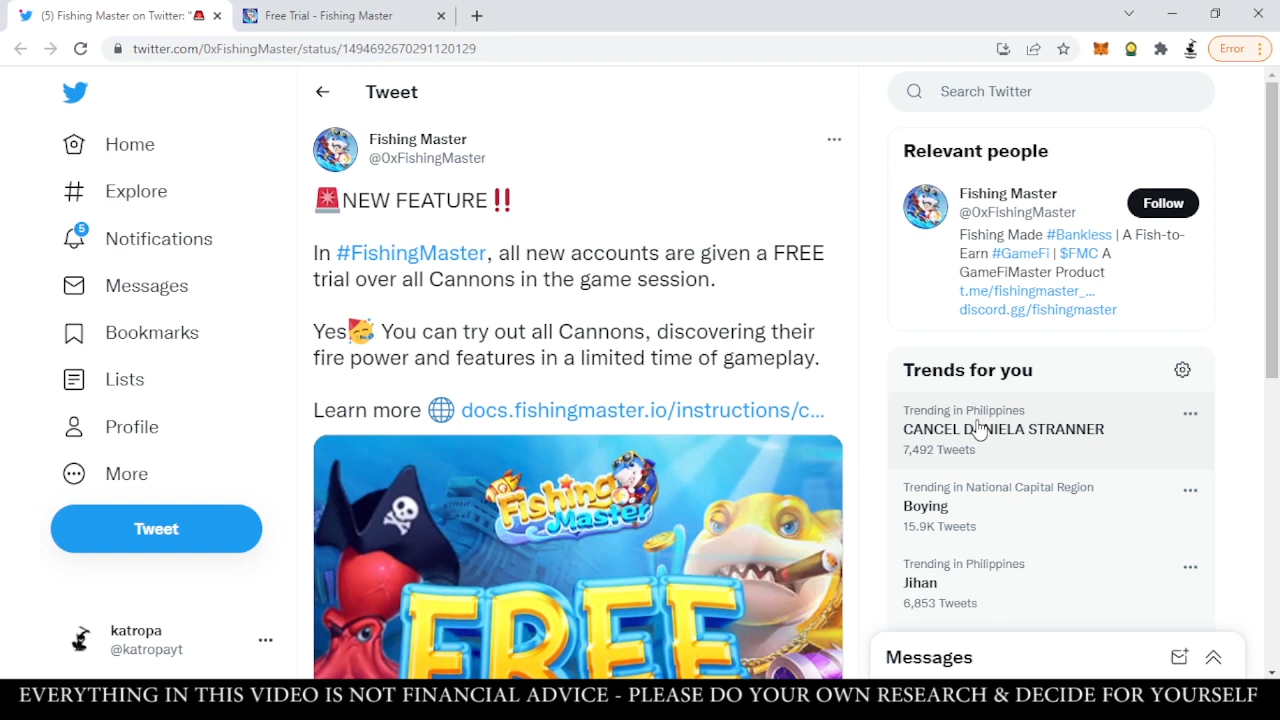 (5) Fishing Master on Twitter: "🚨
Free Trial - Fishing Master
twitter.com/0xFishingMaster/status/1494692670291120129
Error
Home
Explore
5
Notifications
Messages
Bookmarks
Lists
Profile
More
Tweet
katropa
@katropayt
Tweet
Fishing Master
@0xFishingMaster
🚨NEW FEATURE‼️
In #FishingMaster, all new accounts are given a FREE
trial over all Cannons in the game session.
Yes🥳 You can try out all Cannons, discovering their
fire power and features in a limited time of gameplay.
Learn more 🌐 docs.fishingmaster.io/instructions/c...
Fishing
Master
FREE
Search Twitter
Relevant people
Fishing Master
@0xFishingMaster
Follow
Fishing Made #Bankless | A Fish-to-
Earn #GameFi | $FMC A
GameFiMaster Product
t.me/fishingmaster_...
discord.gg/fishingmaster
Trends for you
Trending in Philippines
CANCEL DANIELA STRANNER
7,492 Tweets
Trending in National Capital Region
Boying
15.9K Tweets
Trending in Philippines
Jihan
6,853 Tweets
Messages
EVERYTHING IN THIS VIDEO IS NOT FINANCIAL ADVICE - PLEASE DO YOUR OWN RESEARCH & DECIDE FOR YOURSELF